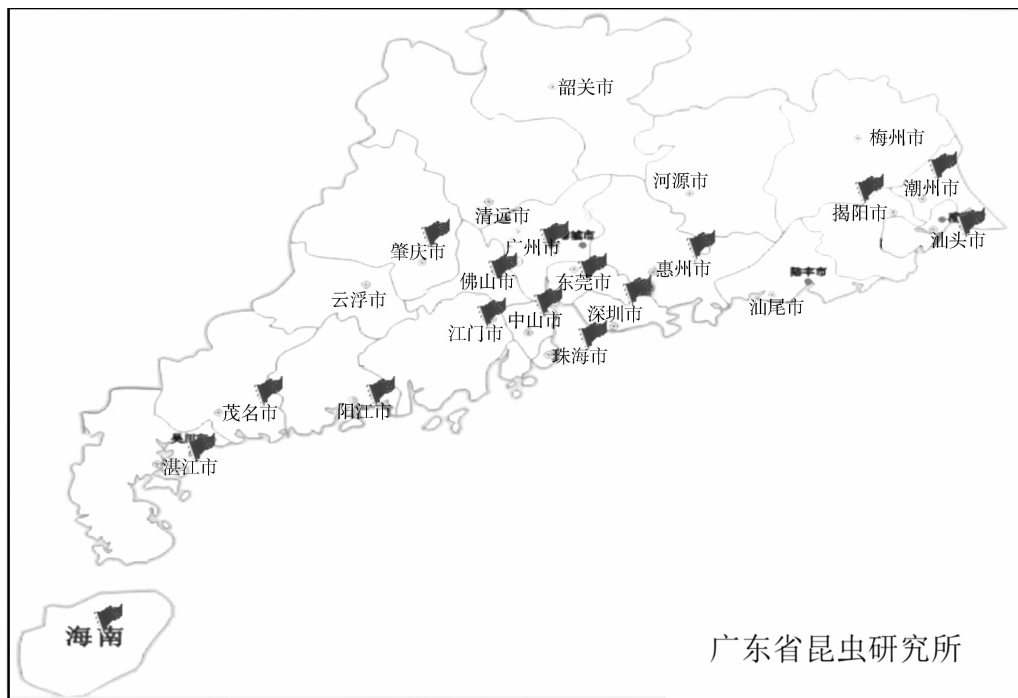 韶关市
梅州市
河源市
潮州市
清远市
揭阳市
广州市
汕头市
肇庆市
佛山市
东莞市
惠州市
陆丰市
云浮市
汕尾市
深圳市
江门市
中山市
珠海市
茂名市
阳江市
湛江市
海南
广东省昆虫研究所